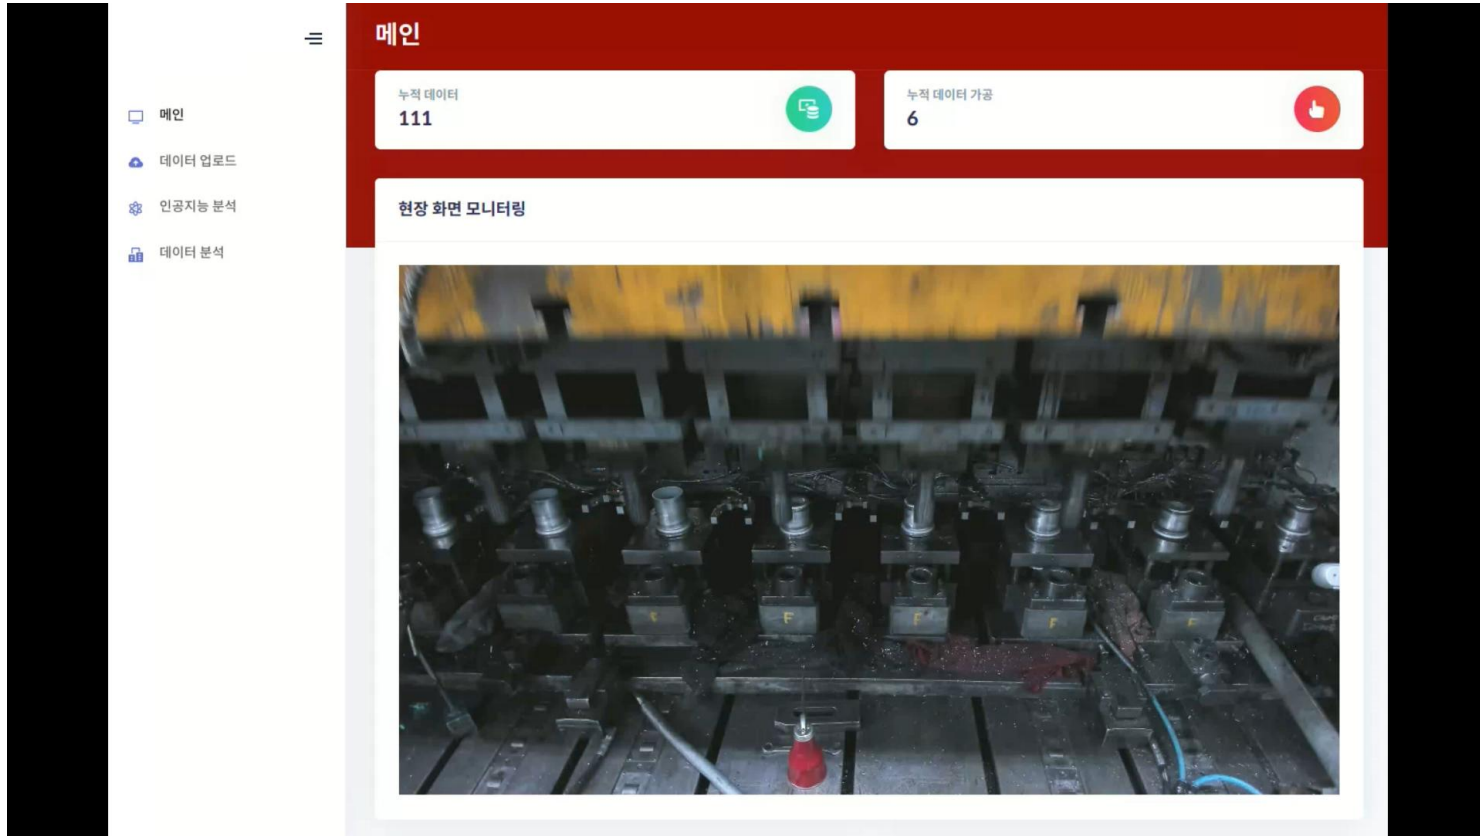 메인
메인
데이터 업로드
인공지능 분석
데이터 분석
누적 데이터
111
누적 데이터 가공
6
현장 화면 모니터링
F
F
F
F
F